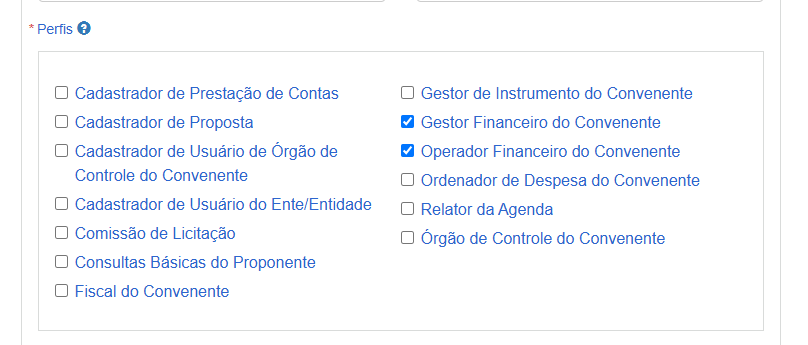 * Perfis
Cadastrador de Prestação de Contas
Cadastrador de Proposta
Cadastrador de Usuário de Órgão de
Controle do Convenente
Cadastrador de Usuário do Ente/Entidade
Comissão de Licitação
Consultas Básicas do Proponente
Fiscal do Convenente
Gestor de Instrumento do Convenente
Gestor Financeiro do Convenente
Operador Financeiro do Convenente
Ordenador de Despesa do Convenente
Relator da Agenda
Órgão de Controle do Convenente